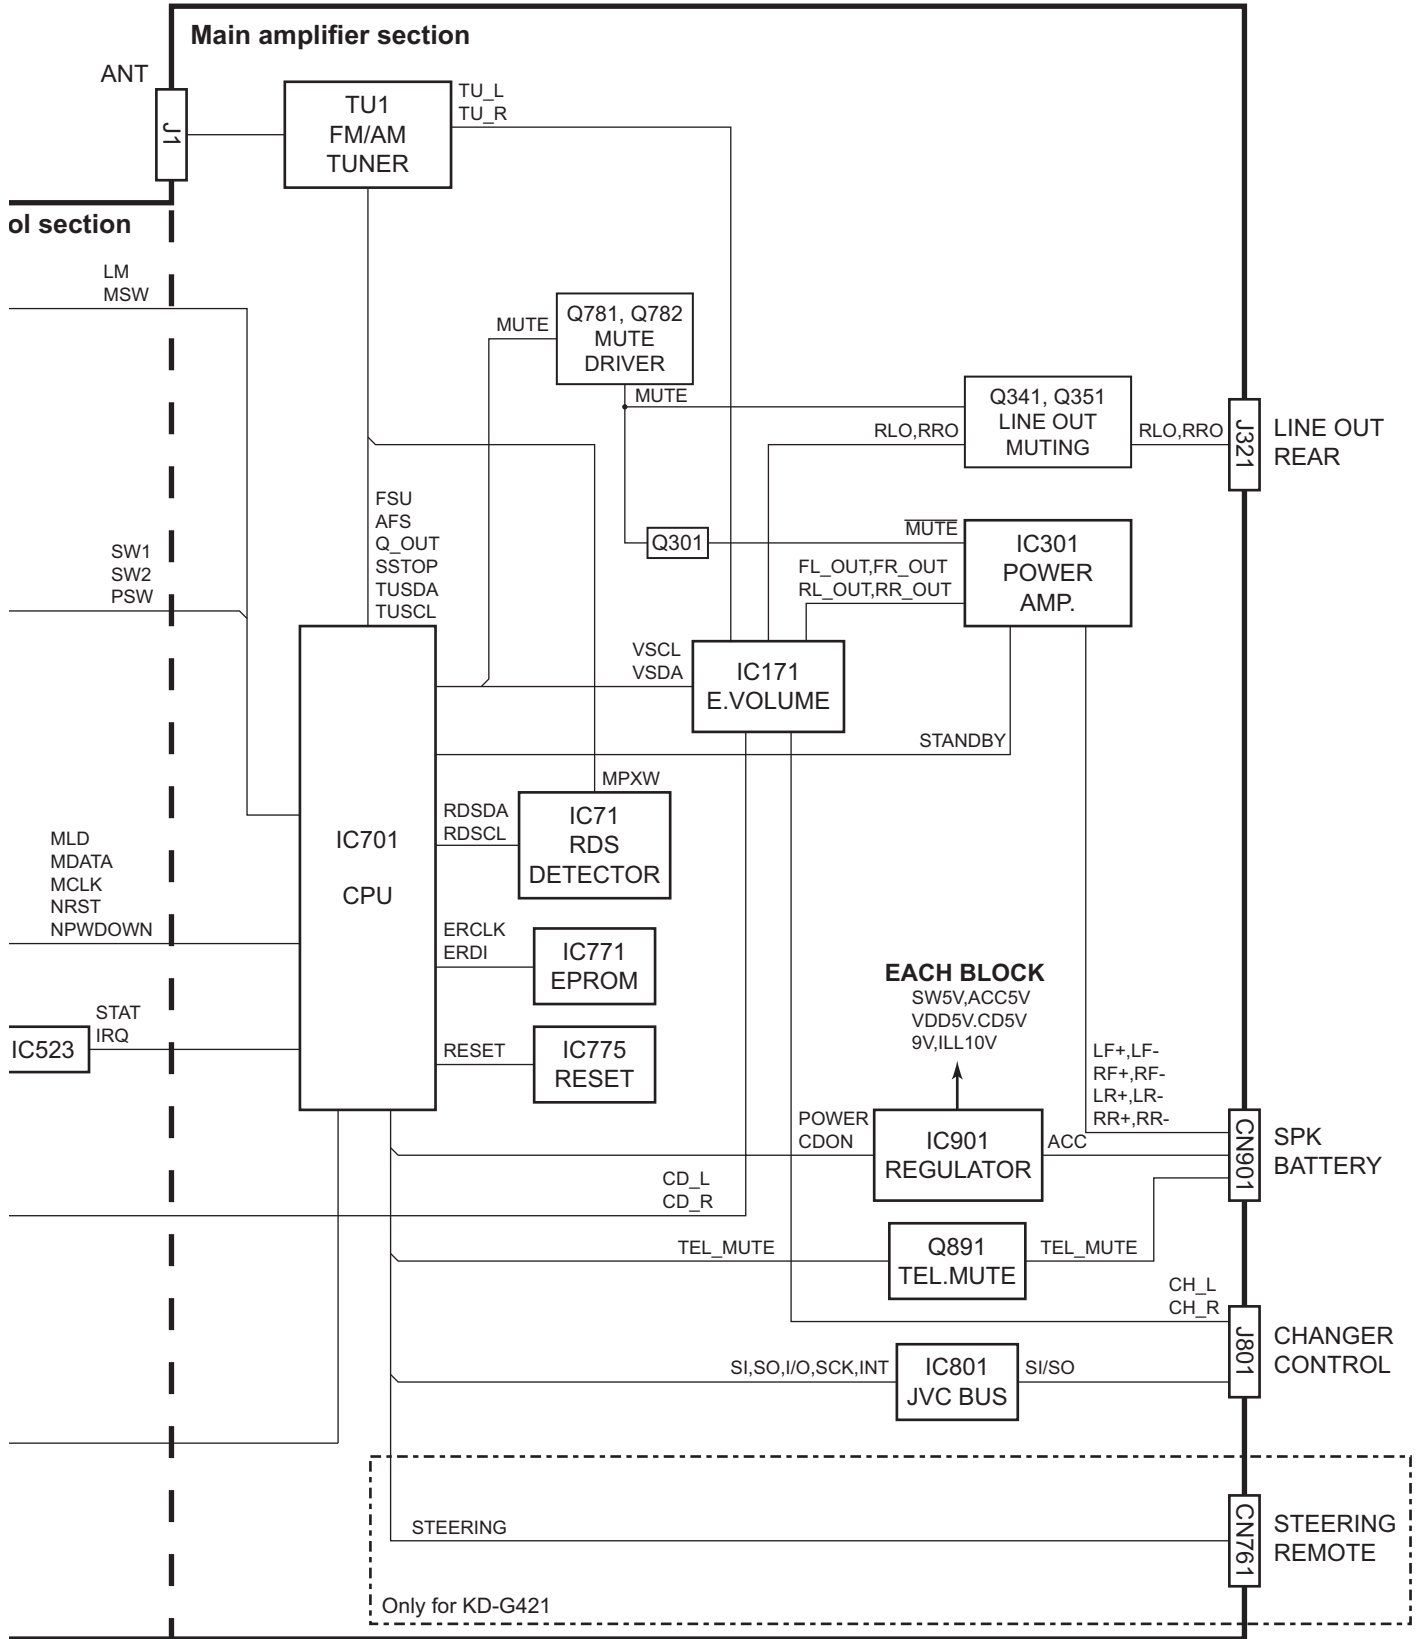 Main amplifier section
ANT
J1
TU1
FM/AM
TUNER
TU_L
TU_R
ol section
LM
MSW
MUTE
Q781, Q782
MUTE
DRIVER
MUTE
Q341, Q351
LINE OUT
MUTING
RLO,RRO
RLO,RRO
J321
LINE OUT
REAR
FSU
AFS
Q_OUT
SSTOP
TUSDA
TUSCL
SW1
SW2
PSW
Q301
MUTE
IC301
POWER
AMP.
FL_OUT,FR_OUT
RL_OUT,RR_OUT
VSCL
VSDA
IC171
E.VOLUME
STANDBY
MPXW
RDSDA
RDSCL
IC71
RDS
DETECTOR
IC701
CPU
MLD
MDATA
MCLK
NRST
NPWDOWN
ERCLK
ERDI
IC771
EPROM
EACH BLOCK
SW5V,ACC5V
VDD5V.CD5V
9V,ILL10V
STAT
IRQ
IC523
RESET
IC775
RESET
LF+,LF-
RF+,RF-
LR+,LR-
RR+,RR-
POWER
CDON
IC901
REGULATOR
ACC
CN901
SPK
BATTERY
CD_L
CD_R
TEL_MUTE
Q891
TEL.MUTE
TEL_MUTE
CH_L
CH_R
J801
CHANGER
CONTROL
SI,SO,I/O,SCK,INT
IC801
JVC BUS
SI/SO
STEERING
CN761
STEERING
REMOTE
Only for KD-G421